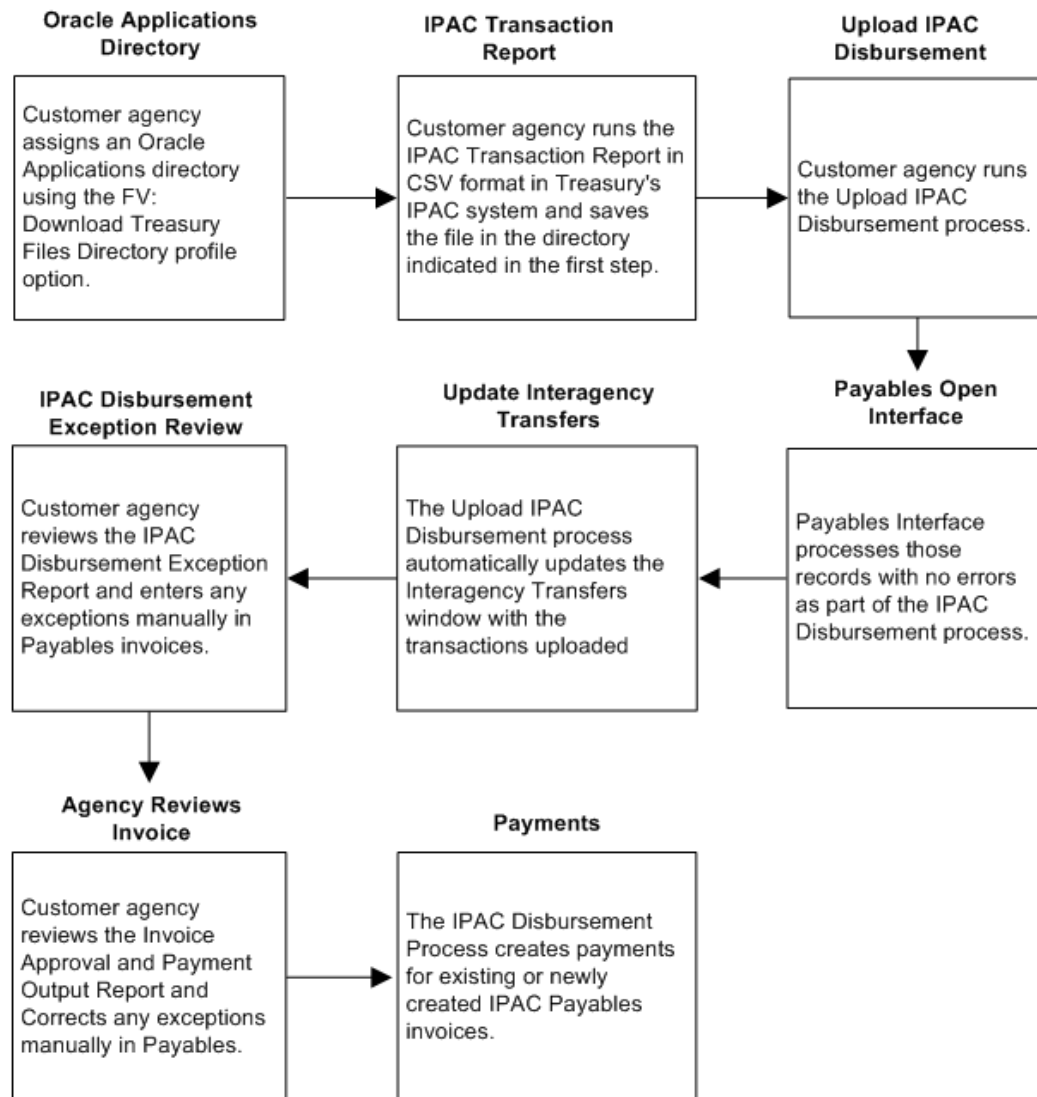 Oracle Applications
Directory
Customer agency
assigns an Oracle
Applications directory
using the FV:
Download Treasury
Files Directory profile
option.
IPAC Transaction
Report
Customer agency runs the
IPAC Transaction Report in
CSV format in Treasury's
IPAC system and saves
the file in the directory
indicated in the first step.
Upload IPAC
Disbursement
Customer agency runs
the Upload IPAC
Disbursement process.
Payables Open
Interface
Payables Interface
processes those
records with no errors
as part of the IPAC
Disbursement process.
Update Interagency
Transfers
The Upload IPAC
Disbursement process
automatically updates the
Interagency Transfers
window with the
transactions uploaded
IPAC Disbursement
Exception Review
Customer agency
reviews the IPAC
Disbursement Exception
Report and enters any
exceptions manually in
Payables invoices.
Agency Reviews
Invoice
Customer agency
reviews the Invoice
Approval and Payment
Output Report and
Corrects any exceptions
manually in Payables.
Payments
The IPAC Disbursement
Process creates payments
for existing or newly
created IPAC Payables
invoices.